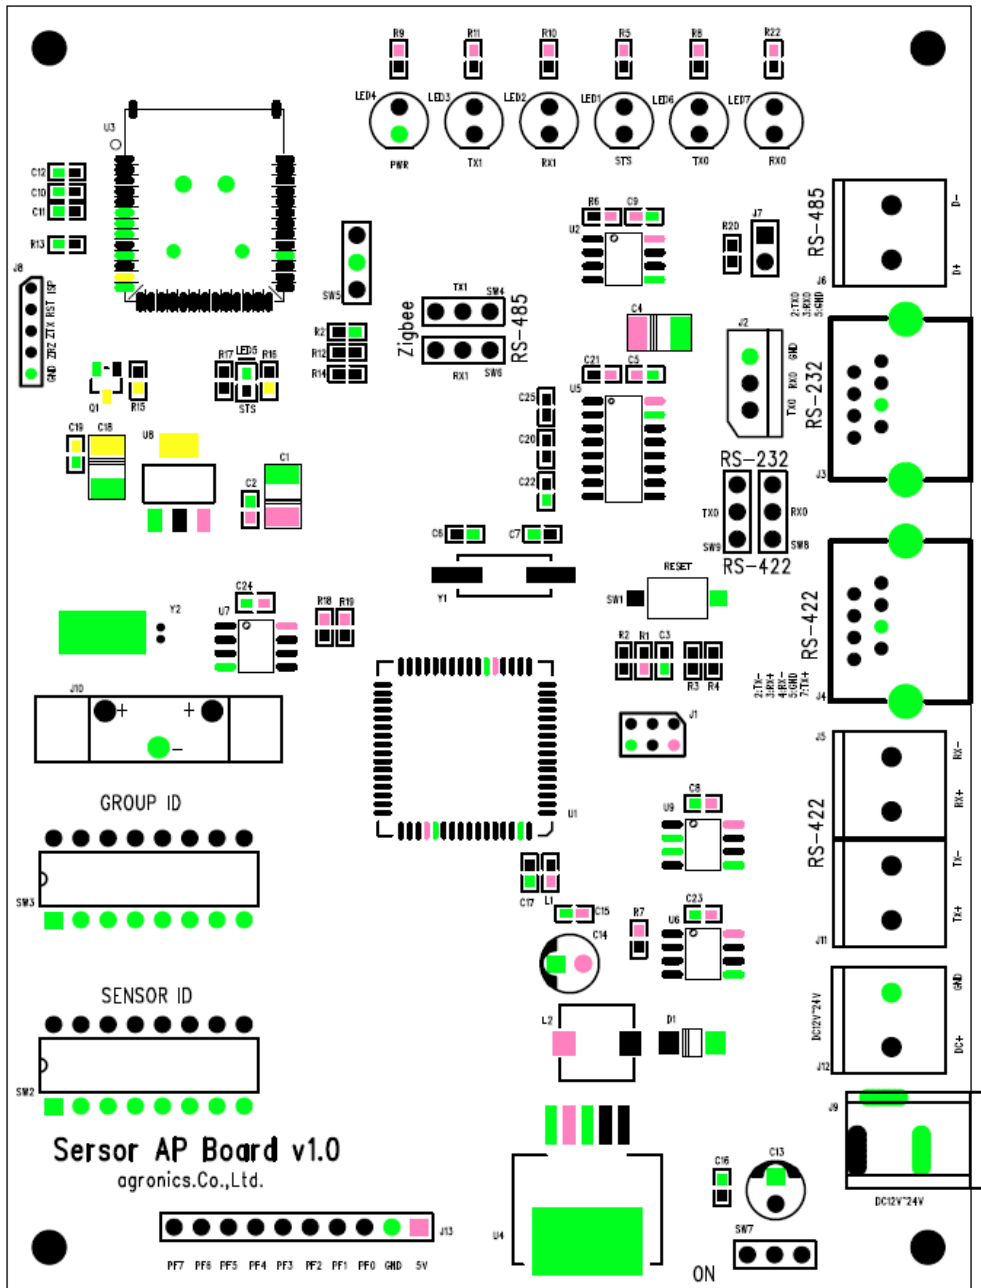 R9 R11 R10 R5 R8 R22
LED4 LED3 LED2 LED1 LED6 LED7
PWR TX1 RX1 STS TX0 RX0
U3
C12
C10
C11
R13
J8
ISP
RST
ZTX
ZRZ
GND
SW5
R6 C9
U2
R20 J7
RS-485
D-
D+
J6
Zigbee
TX1 SW4
RX1 SW6
RS-485
C4
R21
R12
R14
J2
GND
RX0
TX0
2:TX0
3:RX0
5:GND
RS-232
J3
Q1
R15
R17 LED5 R16
STS
C21 C5
U5
C25
C20
C22
C19 C18 U8
C2 C1
RS-232
TX0 RX0
SW9 SW8
RS-422
C6 C7
Y1
RESET
SW1
C24
U7
Y2
R18 R19
R2 R1 C3
R3 R4
RS-422
2:TX-
3:RX+
4:RX-
5:GND
7:TX+
J4
J10
+ +
-
J1
U1
J5
RX-
RX+
RS-422
TX-
TX+
J11
GROUP ID
SW3
C8
U9
C17 L1
C15
C14
R7
C23
U6
SENSOR ID
SW2
L2
D1
DC12V~24V
GND
DC+
J12
J9
DC12V~24V
Sersor AP Board v1.0
agronics.Co.,Ltd.
J13
PF7 PF6 PF5 PF4 PF3 PF2 PF1 PF0 GND 5V
U4
C16 C13
SW7
ON